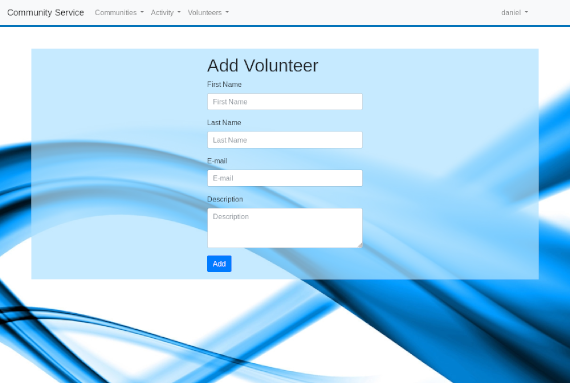 Community Service Communities Activity Volunteers daniel
Add Volunteer
First Name
First Name
Last Name
Last Name
E-mail
E-mail
Description
Description
Add